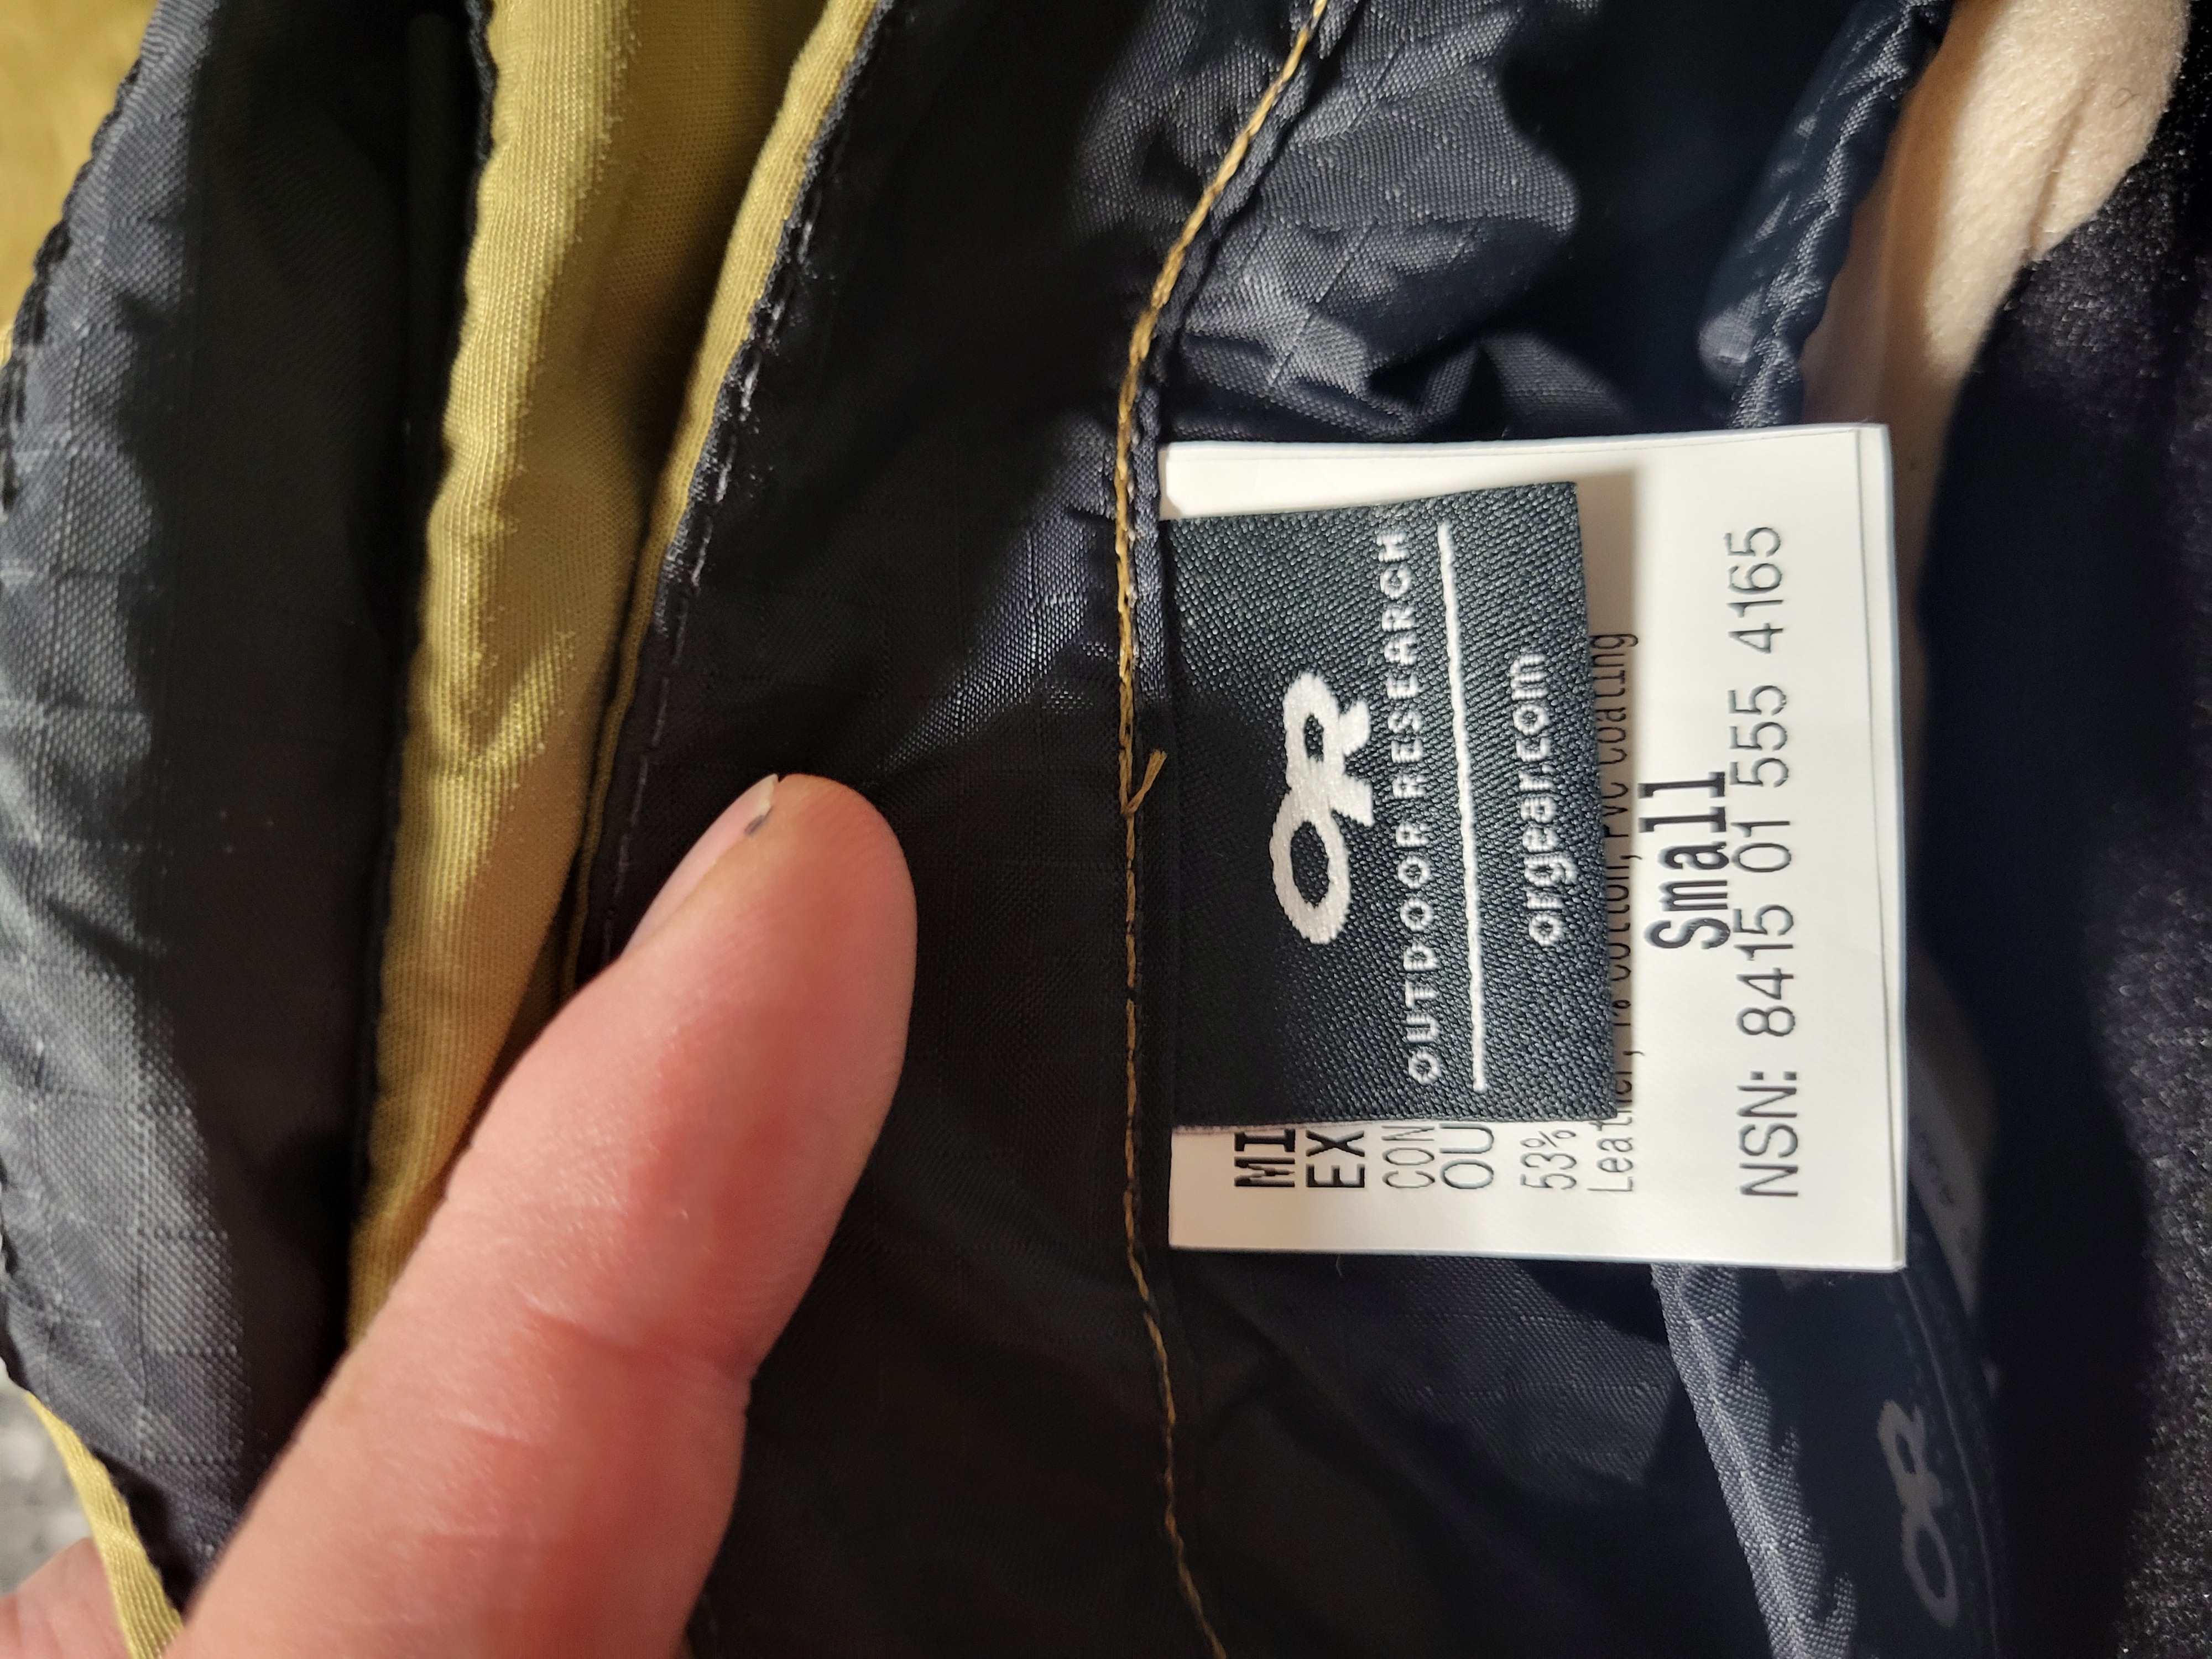 OR
OUTDOOR RESEARCH
orgear.com
MI
EX
CON
OU
53%
Leather, 1% Cotton, PVC Coating
Small
NSN: 8415 01 555 4165
OR